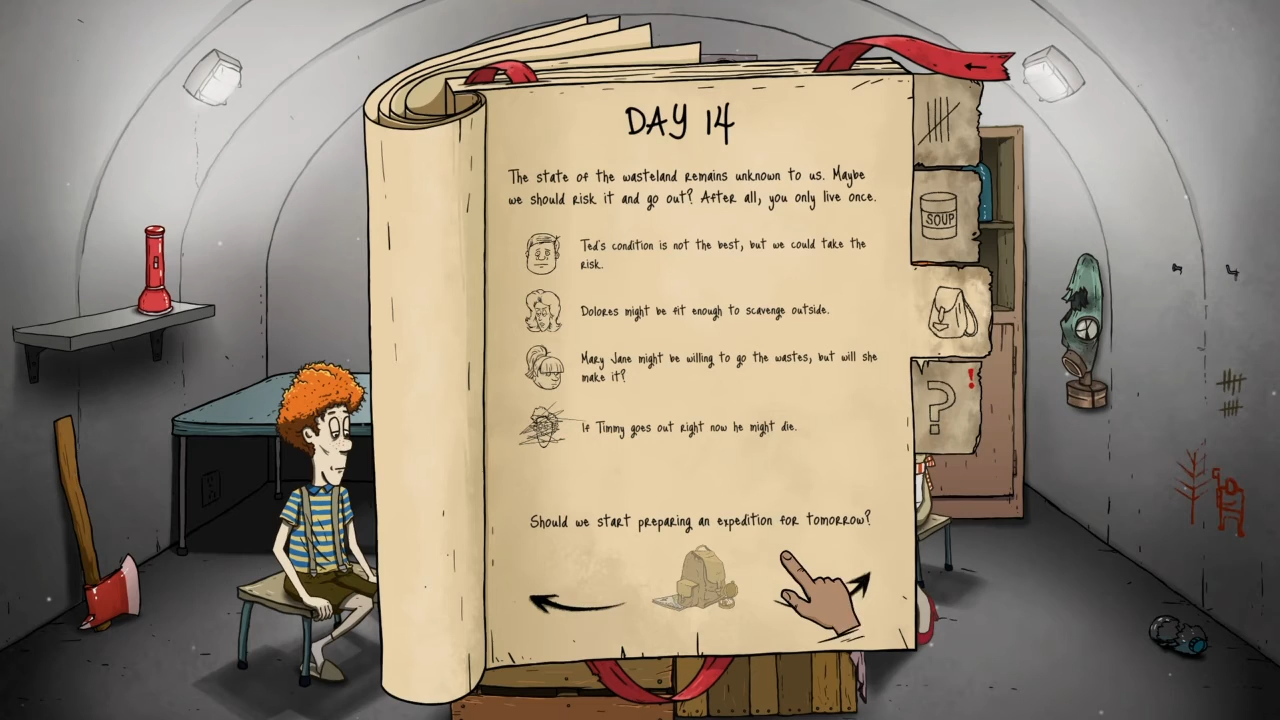 DAY 14
The state of the wasteland remains unknown to us. Maybe
we should risk it and go out? After all, you only live once.
Ted's condition is not the best, but we could take the
risk.
Dolores might be fit enough to scavenge outside.
Mary Jane might be willing to go the wastes, but will she
make it?
If Timmy goes out right now he might die.
Should we start preparing an expedition for tomorrow?
SOUP
?
!